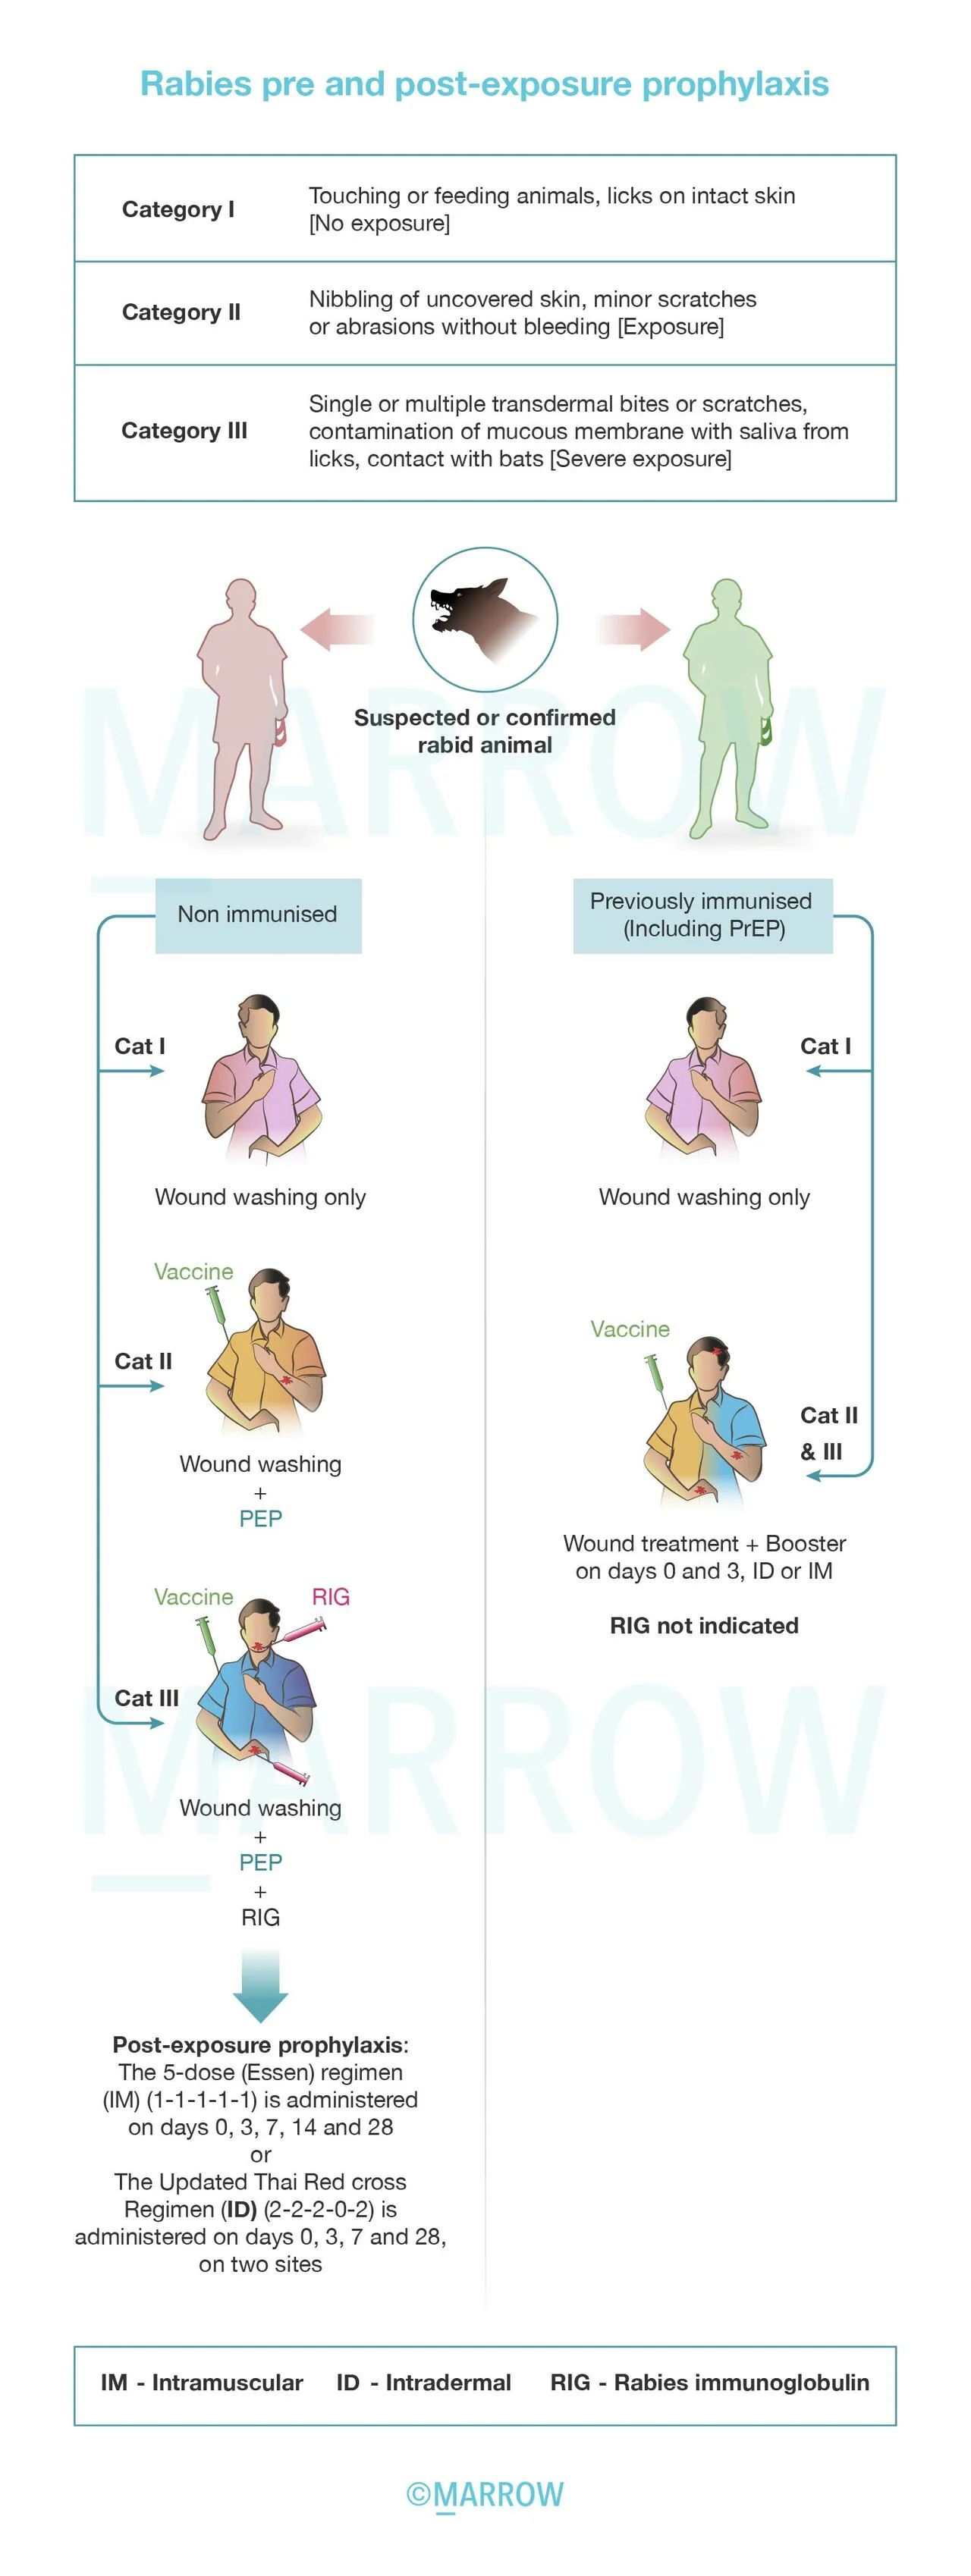 Rabies pre and post-exposure prophylaxis
Category I
Touching or feeding animals, licks on intact skin
[No exposure]
Category II
Nibbling of uncovered skin, minor scratches
or abrasions without bleeding [Exposure]
Category III
Single or multiple transdermal bites or scratches,
contamination of mucous membrane with saliva from
licks, contact with bats [Severe exposure]
Suspected or confirmed
rabid animal
MARROW
Non immunised
Cat I
Wound washing only
Vaccine
Cat II
Wound washing
+
PEP
Vaccine
RIG
Cat III
Wound washing
+
PEP
+
RIG
Post-exposure prophylaxis:
The 5-dose (Essen) regimen
(IM) (1-1-1-1-1) is administered
on days 0, 3, 7, 14 and 28
or
The Updated Thai Red cross
Regimen (ID) (2-2-2-0-2) is
administered on days 0, 3, 7 and 28,
on two sites
Previously immunised
(Including PrEP)
Cat I
Wound washing only
Vaccine
Cat II
& III
Wound treatment + Booster
on days 0 and 3, ID or IM
RIG not indicated
MARROW
IM - Intramuscular ID - Intradermal RIG - Rabies immunoglobulin
©MARROW